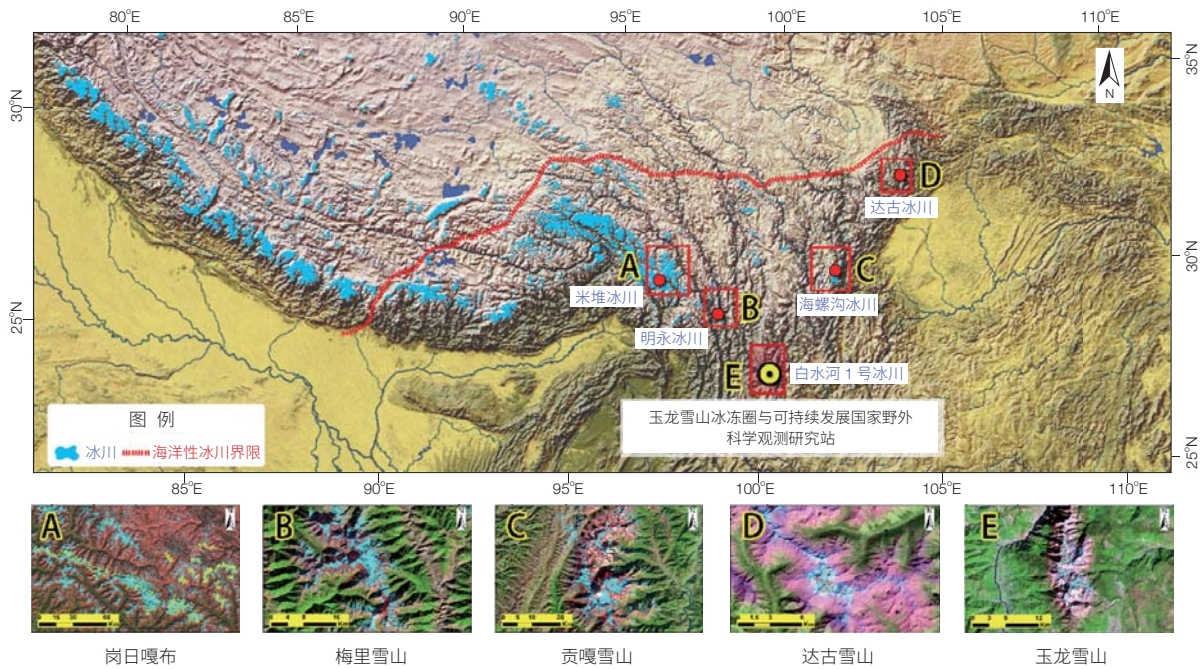 80°E 85°E 90°E 95°E 100°E 105°E 110°E
35°N
N
30°N
D
达古冰川
A
C
30°N
米堆冰川
海螺沟冰川
25°N
B
明永冰川
E
白水河 1 号冰川
图 例
玉龙雪山冰冻圈与可持续发展国家野外
科学观测研究站
冰川 海洋性冰川界限
25°N
85°E 90°E 95°E 100°E 105°E 110°E
A B C D E
岗日嘎布 梅里雪山 贡嘎雪山 达古雪山 玉龙雪山